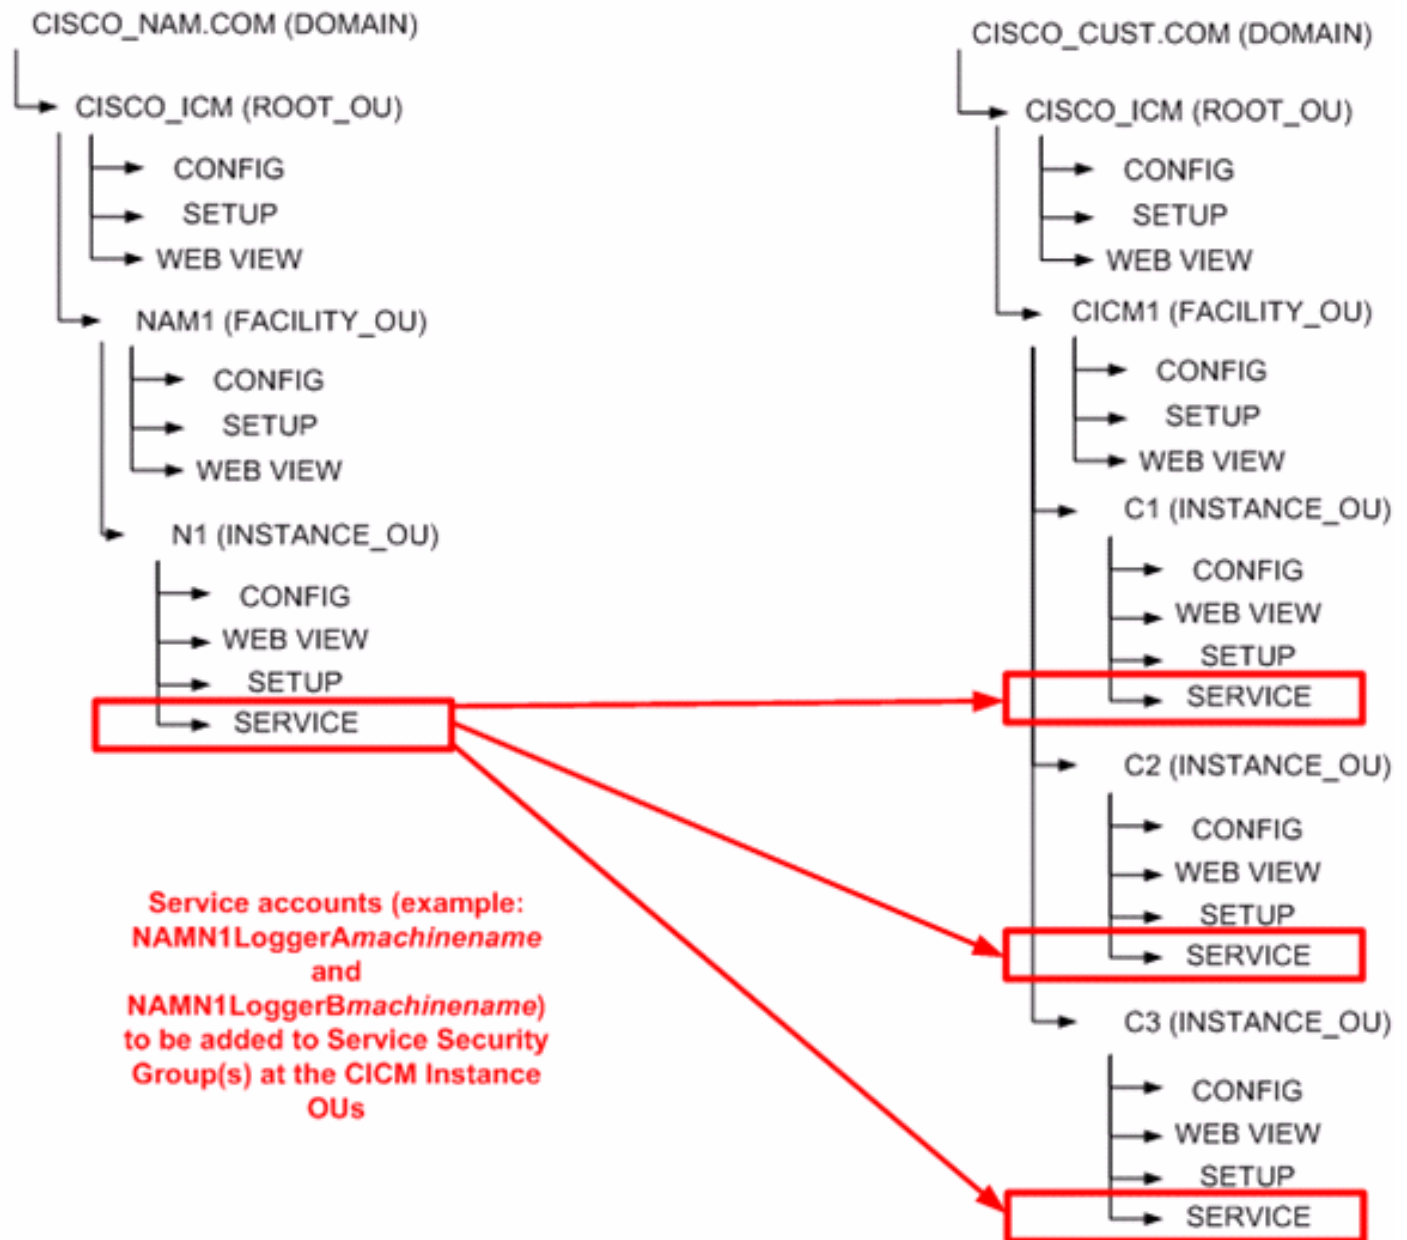 CISCO_NAM.COM (DOMAIN)
CISCO_ICM (ROOT_OU)
CONFIG
SETUP
WEB VIEW
NAM1 (FACILITY_OU)
CONFIG
SETUP
WEB VIEW
N1 (INSTANCE_OU)
CONFIG
WEB VIEW
SETUP
SERVICE
Service accounts (example:
NAMN1LoggerAmachinename
and
NAMN1LoggerBmachinename)
to be added to Service Security
Group(s) at the CICM Instance
OUs
CISCO_CUST.COM (DOMAIN)
CISCO_ICM (ROOT_OU)
CONFIG
SETUP
WEB VIEW
CICM1 (FACILITY_OU)
CONFIG
SETUP
WEB VIEW
C1 (INSTANCE_OU)
CONFIG
WEB VIEW
SETUP
SERVICE
C2 (INSTANCE_OU)
CONFIG
WEB VIEW
SETUP
SERVICE
C3 (INSTANCE_OU)
CONFIG
WEB VIEW
SETUP
SERVICE